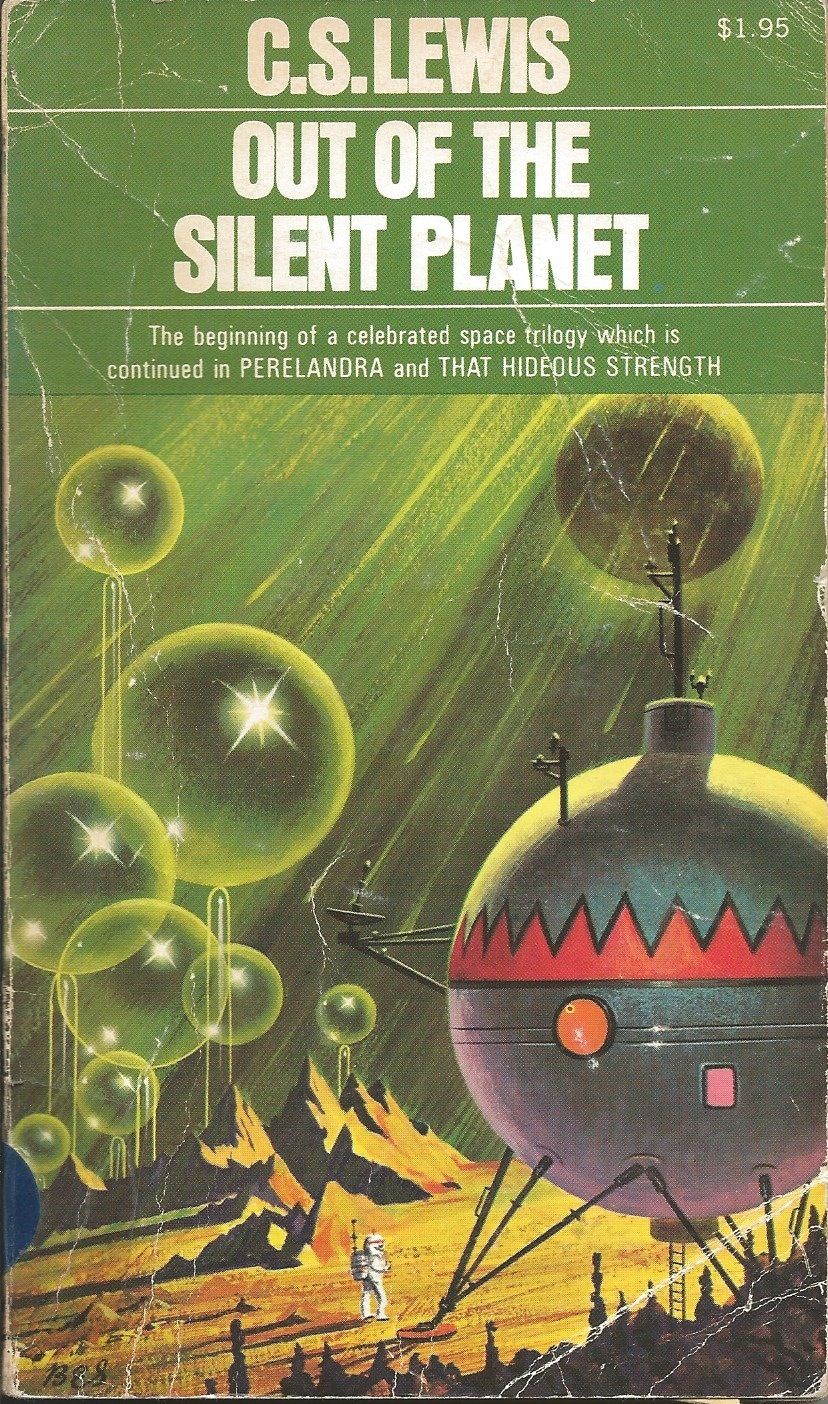 $1.95
C.S. LEWIS
OUT OF THE
SILENT PLANET
The beginning of a celebrated space trilogy which is
continued in PERELANDRA and THAT HIDEOUS STRENGTH